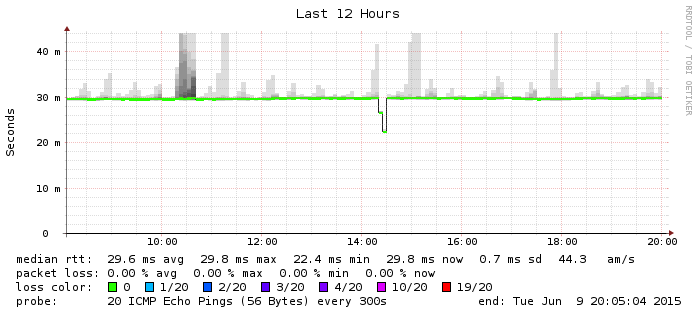 Last 12 Hours
RRDTOOL / TOBI OETIKER
Seconds
40 m
30 m
20 m
10 m
0
10:00 12:00 14:00 16:00 18:00 20:00
median rtt: 29.6 ms avg 29.8 ms max 22.4 ms min 29.8 ms now 0.7 ms sd 44.3 am/s
packet loss: 0.00 % avg 0.00 % max 0.00 % min 0.00 % now
loss color: 0 1/20 2/20 3/20 4/20 10/20 19/20
probe: 20 ICMP Echo Pings (56 Bytes) every 300s end: Tue Jun 9 20:05:04 2015